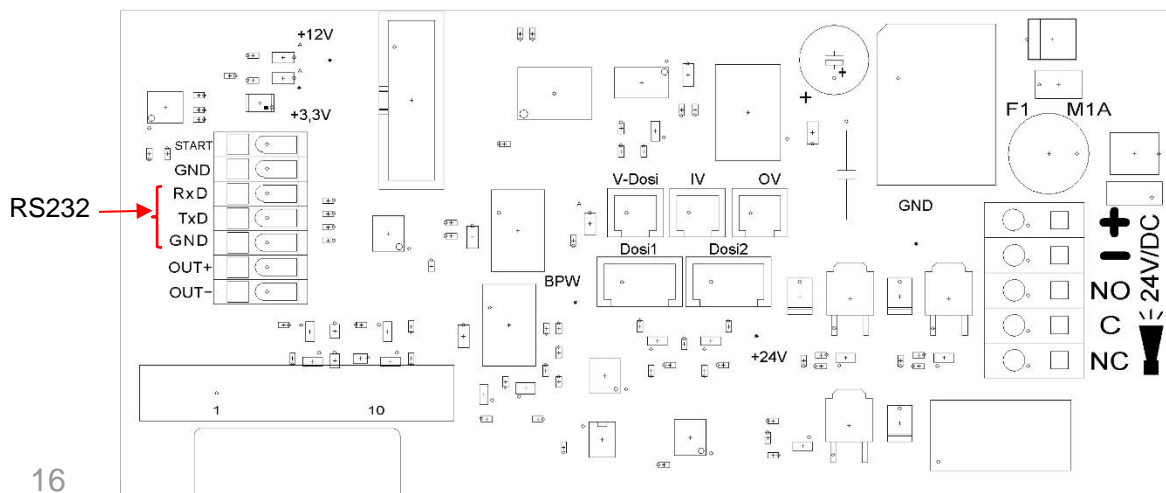 +12V
+3,3V
START
GND
RxD
TxD
GND
OUT+
OUT−
RS232
V-Dosi
IV
OV
Dosi1
Dosi2
BPW
+24V
GND
F1
M1A
+
−
24V/DC
NO
C
NC
1
10
16